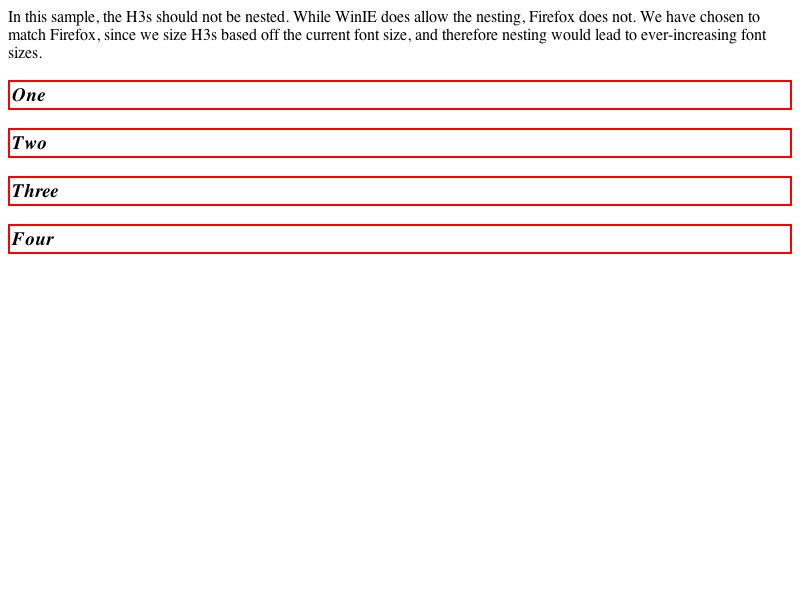 In this sample, the H3s should not be nested. While WinIE does allow the nesting, Firefox does not. We have chosen to
match Firefox, since we size H3s based off the current font size, and therefore nesting would lead to ever-increasing font
sizes.
One
Two
Three
Four